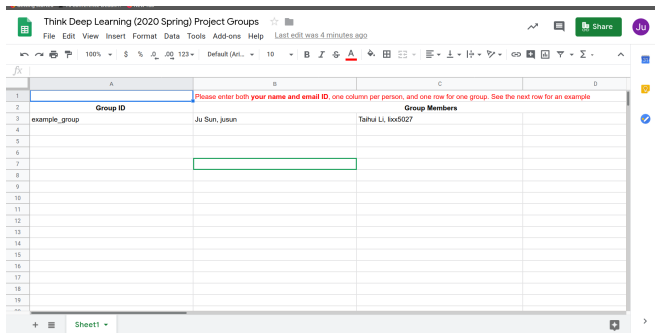 Think Deep Learning (2020 Spring) Project Groups
File Edit View Insert Format Data Tools Add-ons Help Last edit was 4 minutes ago
Share
Ju
100% $ % .0 .00 123 Default (Ari... 10 B I S A
fx
A B C D
1 Please enter both your name and email ID, one column per person, and one row for one group. See the next row for an example
2 Group ID Group Members
3 example_group Ju Sun, jusun Taihui Li, lixx5027
4
5
6
7
8
9
10
11
12
13
14
15
16
17
18
19
Sheet1